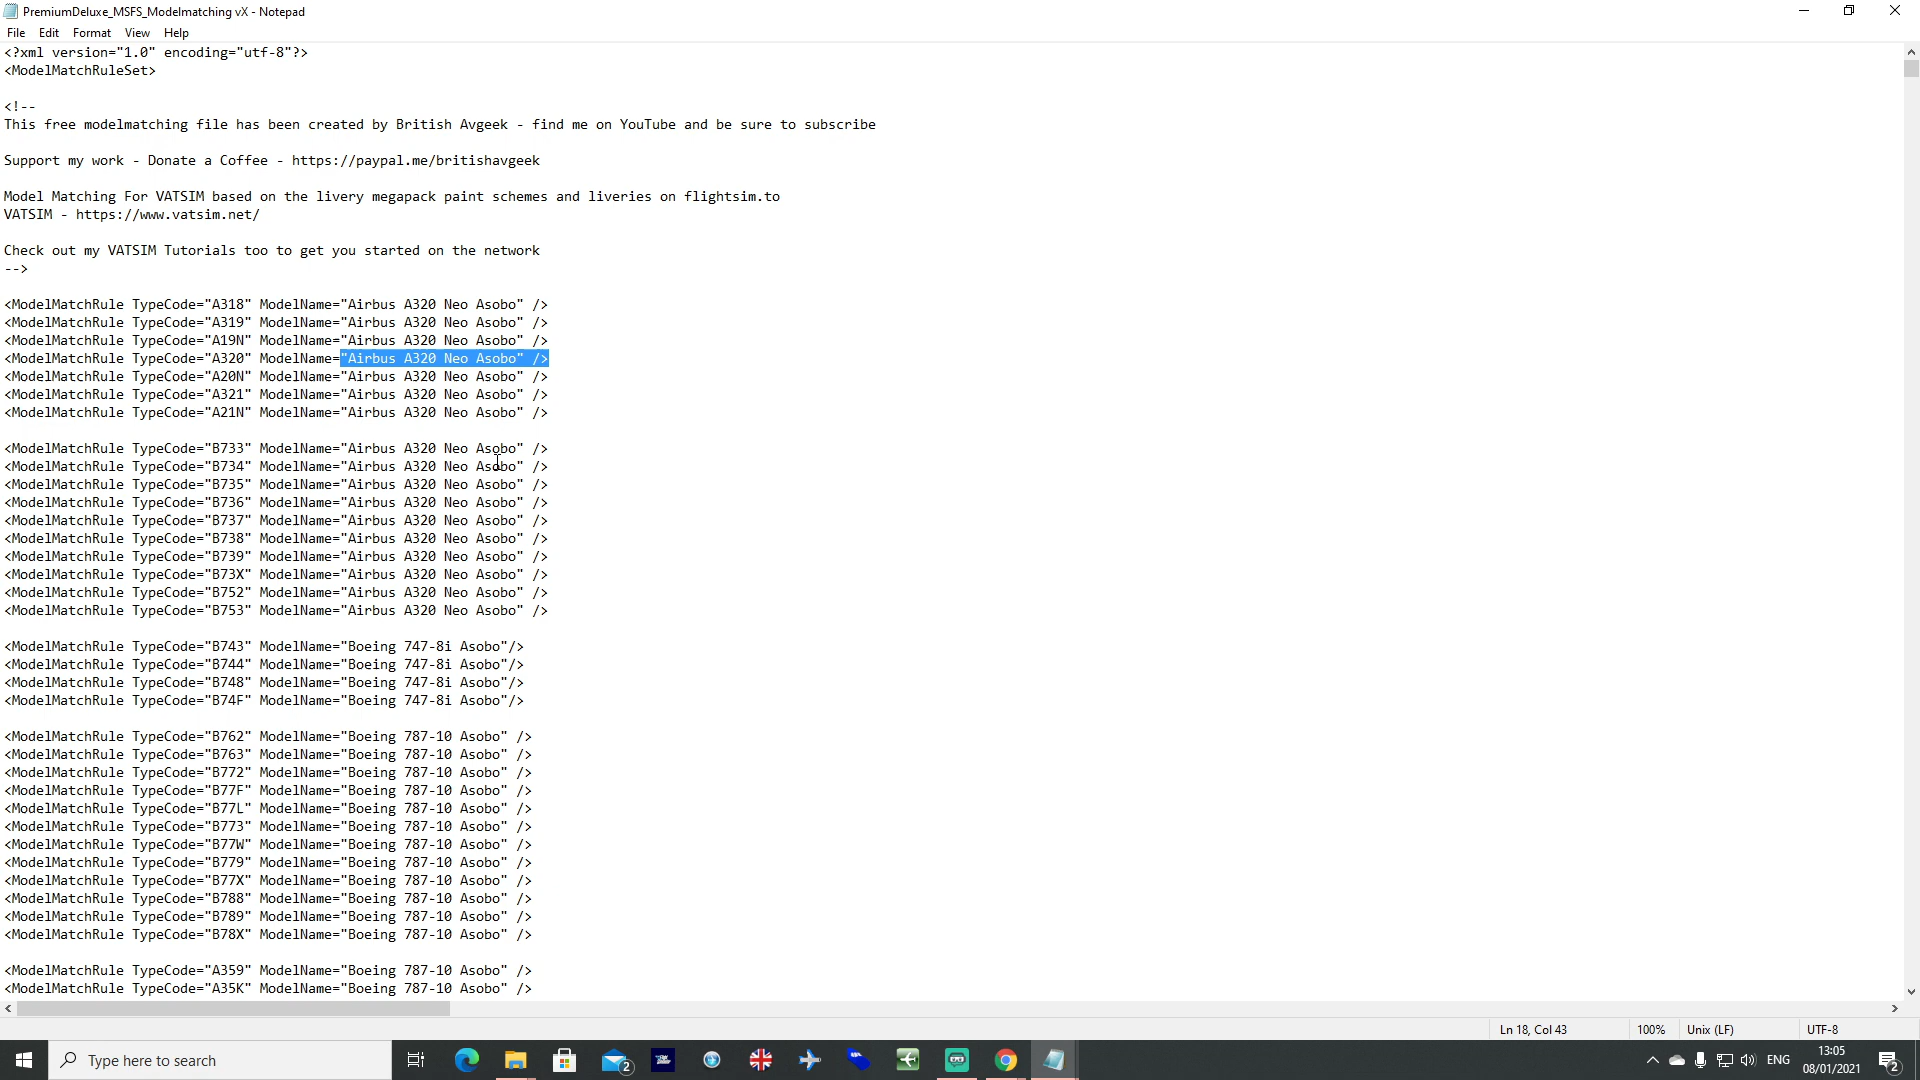 PremiumDeluxe_MSFS_Modelmatching vX - Notepad
File Edit Format View Help
<?xml version="1.0" encoding="utf-8"?>
<ModelMatchRuleSet>
<!--
This free modelmatching file has been created by British Avgeek - find me on YouTube and be sure to subscribe
Support my work - Donate a Coffee - https://paypal.me/britishavgeek
Model Matching For VATSIM based on the livery megapack paint schemes and liveries on flightsim.to
VATSIM - https://www.vatsim.net/
Check out my VATSIM Tutorials too to get you started on the network
-->
<ModelMatchRule TypeCode="A318" ModelName="Airbus A320 Neo Asobo" />
<ModelMatchRule TypeCode="A319" ModelName="Airbus A320 Neo Asobo" />
<ModelMatchRule TypeCode="A19N" ModelName="Airbus A320 Neo Asobo" />
<ModelMatchRule TypeCode="A320" ModelName="Airbus A320 Neo Asobo" />
<ModelMatchRule TypeCode="A20N" ModelName="Airbus A320 Neo Asobo" />
<ModelMatchRule TypeCode="A321" ModelName="Airbus A320 Neo Asobo" />
<ModelMatchRule TypeCode="A21N" ModelName="Airbus A320 Neo Asobo" />
<ModelMatchRule TypeCode="B733" ModelName="Airbus A320 Neo Asobo" />
<ModelMatchRule TypeCode="B734" ModelName="Airbus A320 Neo Asobo" />
<ModelMatchRule TypeCode="B735" ModelName="Airbus A320 Neo Asobo" />
<ModelMatchRule TypeCode="B736" ModelName="Airbus A320 Neo Asobo" />
<ModelMatchRule TypeCode="B737" ModelName="Airbus A320 Neo Asobo" />
<ModelMatchRule TypeCode="B738" ModelName="Airbus A320 Neo Asobo" />
<ModelMatchRule TypeCode="B739" ModelName="Airbus A320 Neo Asobo" />
<ModelMatchRule TypeCode="B73X" ModelName="Airbus A320 Neo Asobo" />
<ModelMatchRule TypeCode="B752" ModelName="Airbus A320 Neo Asobo" />
<ModelMatchRule TypeCode="B753" ModelName="Airbus A320 Neo Asobo" />
<ModelMatchRule TypeCode="B743" ModelName="Boeing 747-8i Asobo"/>
<ModelMatchRule TypeCode="B744" ModelName="Boeing 747-8i Asobo"/>
<ModelMatchRule TypeCode="B748" ModelName="Boeing 747-8i Asobo"/>
<ModelMatchRule TypeCode="B74F" ModelName="Boeing 747-8i Asobo"/>
<ModelMatchRule TypeCode="B762" ModelName="Boeing 787-10 Asobo" />
<ModelMatchRule TypeCode="B763" ModelName="Boeing 787-10 Asobo" />
<ModelMatchRule TypeCode="B772" ModelName="Boeing 787-10 Asobo" />
<ModelMatchRule TypeCode="B77F" ModelName="Boeing 787-10 Asobo" />
<ModelMatchRule TypeCode="B77L" ModelName="Boeing 787-10 Asobo" />
<ModelMatchRule TypeCode="B773" ModelName="Boeing 787-10 Asobo" />
<ModelMatchRule TypeCode="B77W" ModelName="Boeing 787-10 Asobo" />
<ModelMatchRule TypeCode="B779" ModelName="Boeing 787-10 Asobo" />
<ModelMatchRule TypeCode="B77X" ModelName="Boeing 787-10 Asobo" />
<ModelMatchRule TypeCode="B788" ModelName="Boeing 787-10 Asobo" />
<ModelMatchRule TypeCode="B789" ModelName="Boeing 787-10 Asobo" />
<ModelMatchRule TypeCode="B78X" ModelName="Boeing 787-10 Asobo" />
<ModelMatchRule TypeCode="A359" ModelName="Boeing 787-10 Asobo" />
<ModelMatchRule TypeCode="A35K" ModelName="Boeing 787-10 Asobo" />
Ln 18, Col 43 100% Unix (LF) UTF-8
Type here to search 2 ENG 13:05 2
08/01/2021